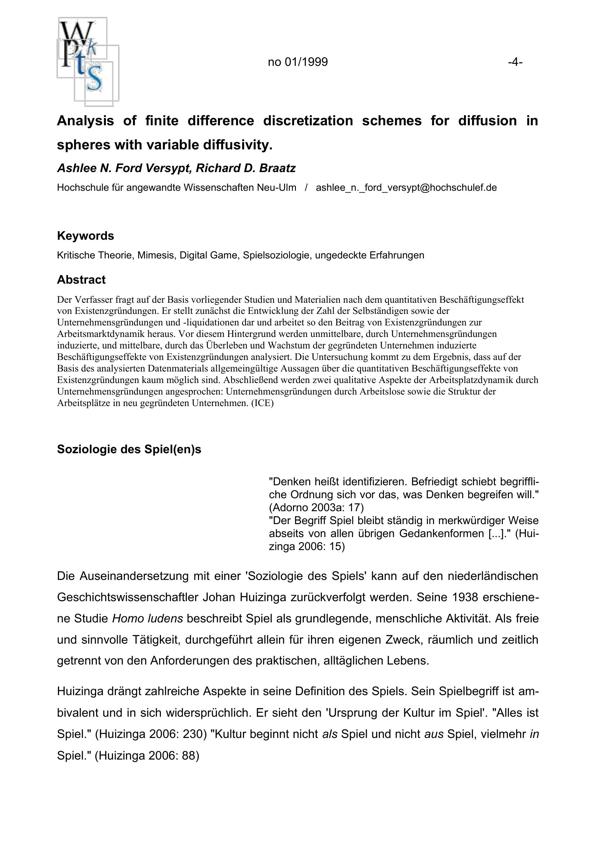 W
Pkt
tS
no 01/1999 -4-
Analysis of finite difference discretization schemes for diffusion in
spheres with variable diffusivity.
Ashlee N. Ford Versypt, Richard D. Braatz
Hochschule für angewandte Wissenschaften Neu-Ulm / ashlee_n._ford_versypt@hochschulef.de
Keywords
Kritische Theorie, Mimesis, Digital Game, Spielsoziologie, ungedeckte Erfahrungen
Abstract
Der Verfasser fragt auf der Basis vorliegender Studien und Materialien nach dem quantitativen Beschäftigungseffekt
von Existenzgründungen. Er stellt zunächst die Entwicklung der Zahl der Selbständigen sowie der
Unternehmensgründungen und -liquidationen dar und arbeitet so den Beitrag von Existenzgründungen zur
Arbeitsmarktdynamik heraus. Vor diesem Hintergrund werden unmittelbare, durch Unternehmensgründungen
induzierte, und mittelbare, durch das Überleben und Wachstum der gegründeten Unternehmen induzierte
Beschäftigungseffekte von Existenzgründungen analysiert. Die Untersuchung kommt zu dem Ergebnis, dass auf der
Basis des analysierten Datenmaterials allgemeingültige Aussagen über die quantitativen Beschäftigungseffekte von
Existenzgründungen kaum möglich sind. Abschließend werden zwei qualitative Aspekte der Arbeitsplatzdynamik durch
Unternehmensgründungen angesprochen: Unternehmensgründungen durch Arbeitslose sowie die Struktur der
Arbeitsplätze in neu gegründeten Unternehmen. (ICE)
Soziologie des Spiel(en)s
"Denken heißt identifizieren. Befriedigt schiebt begriffli-
che Ordnung sich vor das, was Denken begreifen will."
(Adorno 2003a: 17)
"Der Begriff Spiel bleibt ständig in merkwürdiger Weise
abseits von allen übrigen Gedankenformen [...]." (Hui-
zinga 2006: 15)
Die Auseinandersetzung mit einer 'Soziologie des Spiels' kann auf den niederländischen
Geschichtswissenschaftler Johan Huizinga zurückverfolgt werden. Seine 1938 erschiene-
ne Studie Homo ludens beschreibt Spiel als grundlegende, menschliche Aktivität. Als freie
und sinnvolle Tätigkeit, durchgeführt allein für ihren eigenen Zweck, räumlich und zeitlich
getrennt von den Anforderungen des praktischen, alltäglichen Lebens.
Huizinga drängt zahlreiche Aspekte in seine Definition des Spiels. Sein Spielbegriff ist am-
bivalent und in sich widersprüchlich. Er sieht den 'Ursprung der Kultur im Spiel'. "Alles ist
Spiel." (Huizinga 2006: 230) "Kultur beginnt nicht als Spiel und nicht aus Spiel, vielmehr in
Spiel." (Huizinga 2006: 88)